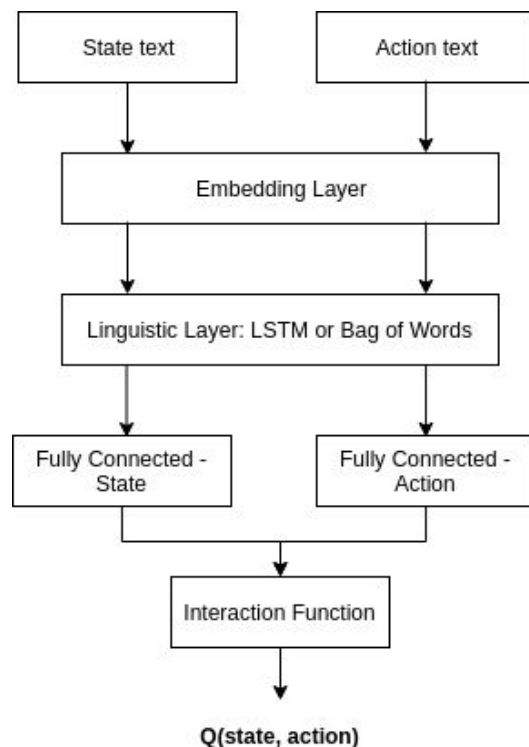 State text
Action text
Embedding Layer
Linguistic Layer: LSTM or Bag of Words
Fully Connected -
State
Fully Connected -
Action
Interaction Function
Q(state, action)